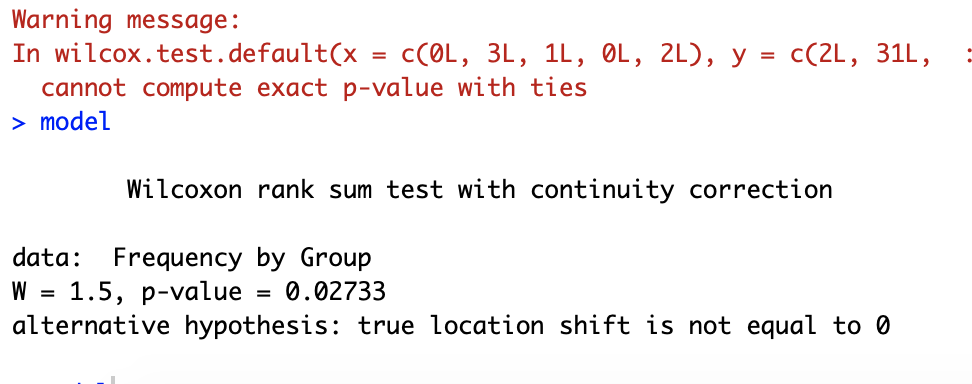 Warning message:
In wilcox.test.default(x = c(0L, 3L, 1L, 0L, 2L), y = c(2L, 31L,  :
  cannot compute exact p-value with ties
> model
Wilcoxon rank sum test with continuity correction
data:  Frequency by Group
W = 1.5, p-value = 0.02733
alternative hypothesis: true location shift is not equal to 0